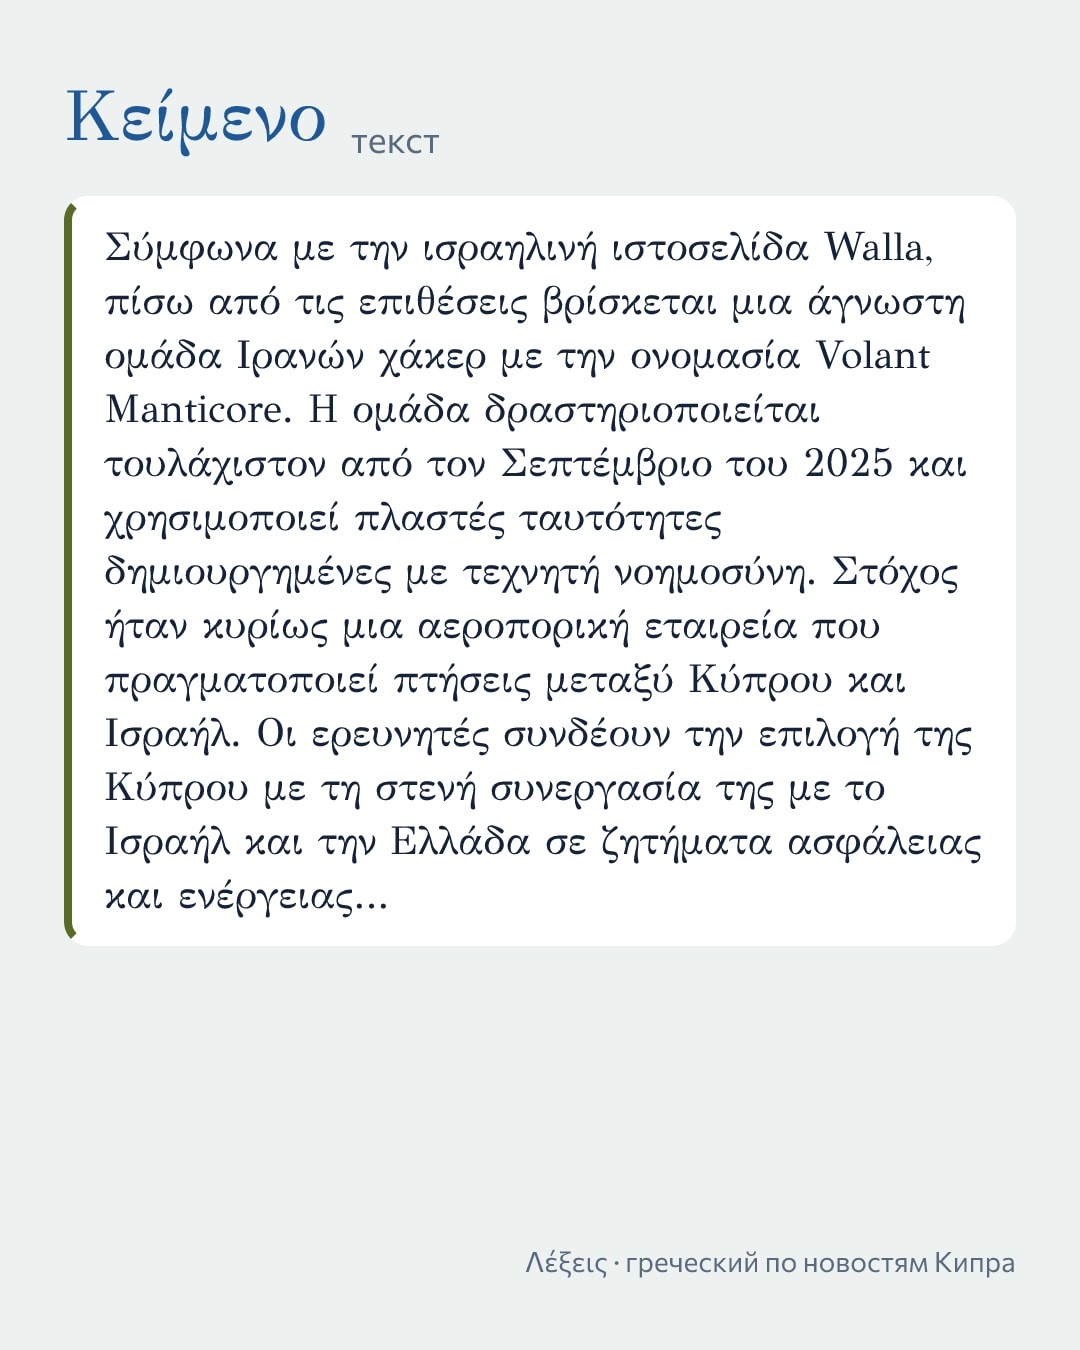 Κείμενο текст
Σύμφωνα με την ισραηλινή ιστοσελίδα Walla,
πίσω από τις επιθέσεις βρίσκεται μια άγνωστη
ομάδα Ιρανών χάκερ με την ονομασία Volant
Manticore. Η ομάδα δραστηριοποιείται
τουλάχιστον από τον Σεπτέμβριο του 2025 και
χρησιμοποιεί πλαστές ταυτότητες
δημιουργημένες με τεχνητή νοημοσύνη. Στόχος
ήταν κυρίως μια αεροπορική εταιρεία που
πραγματοποιεί πτήσεις μεταξύ Κύπρου και
Ισραήλ. Οι ερευνητές συνδέουν την επιλογή της
Κύπρου με τη στενή συνεργασία της με το
Ισραήλ και την Ελλάδα σε ζητήματα ασφάλειας
και ενέργειας...
Λέξεις · греческий по новостям Кипра